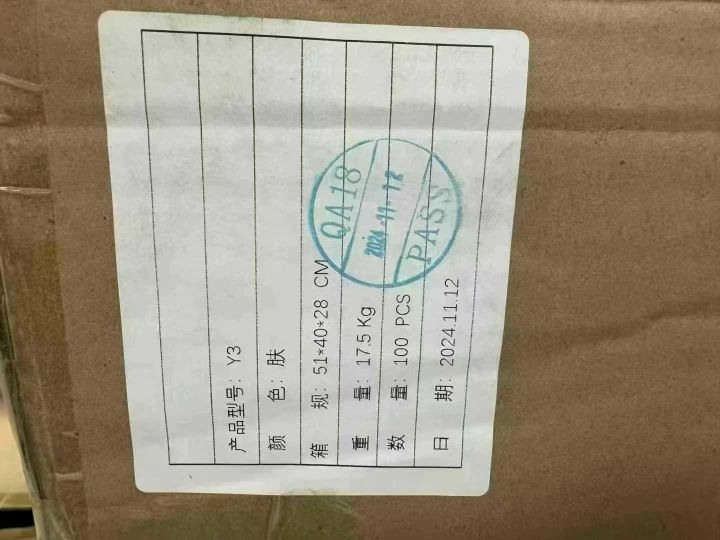 产品型号：Y3
颜 色：肤
箱 规：51*40*28 CM
重 量：17.5 Kg
数 量：100 PCS
日 期：2024.11.12
QA18
2024.11.12
PASS